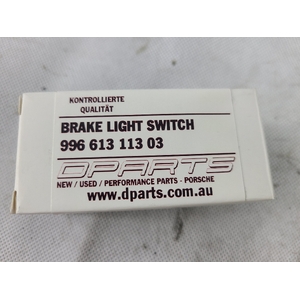 KONTROLLIERTE
QUALITÄT
BRAKE LIGHT SWITCH
996 613 113 03
DPARTS
NEW / USED / PERFORMANCE PARTS - PORSCHE
www.dparts.com.au